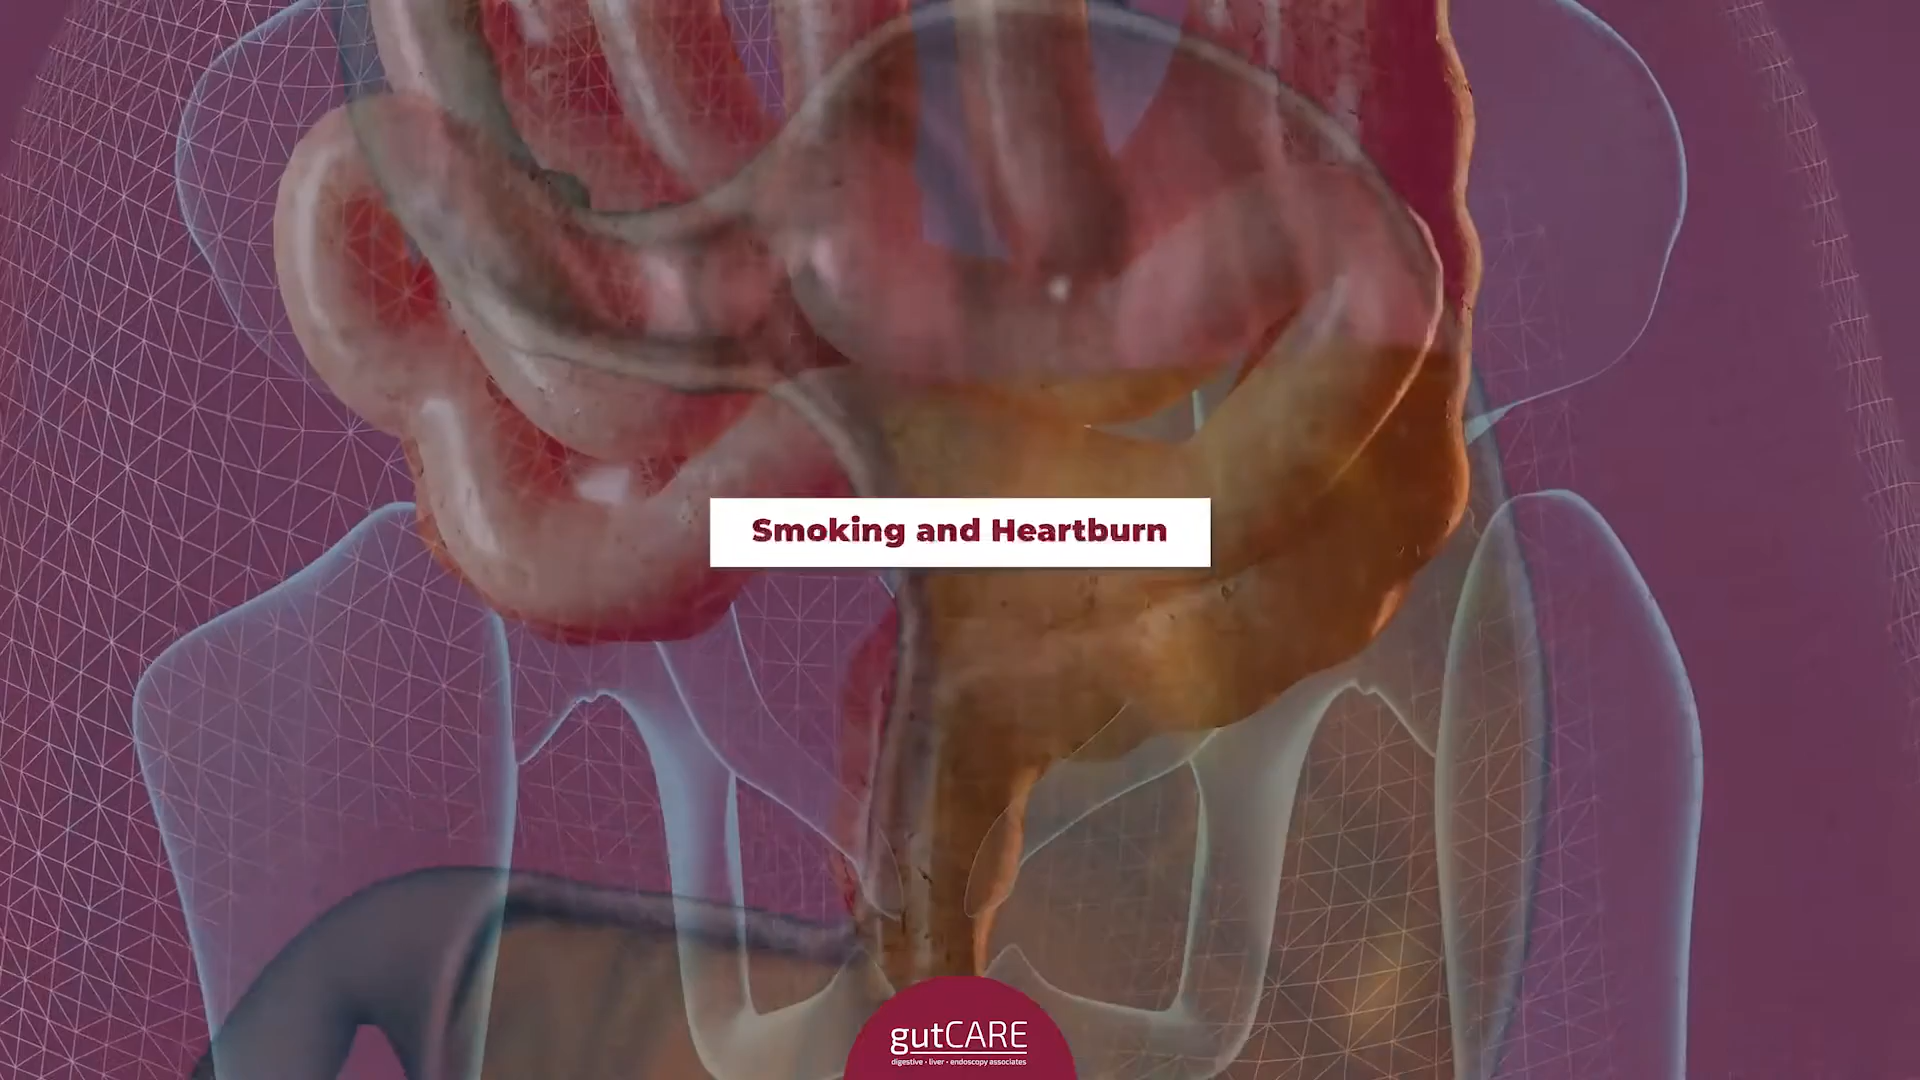 Smoking and Heartburn
gutCARE
digestive • liver • endoscopy associates